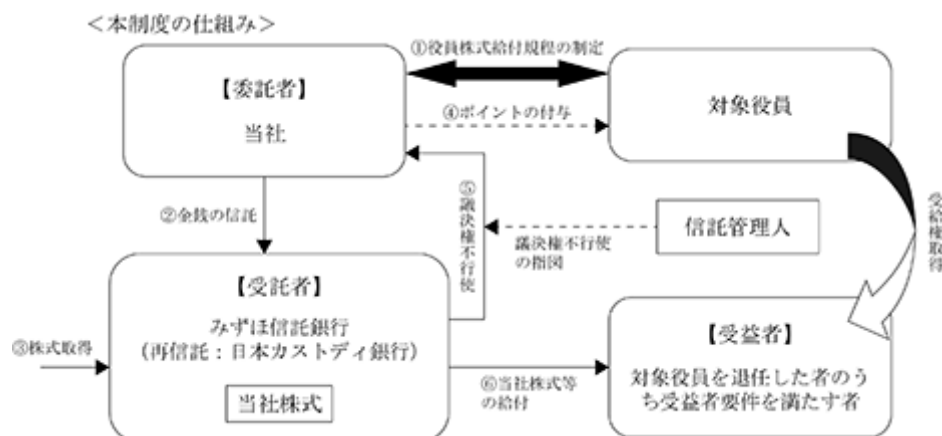 ＜本制度の仕組み＞
①役員株式給付規程の制定
【委託者】
当社
対象役員
④ポイントの付与
②金銭の信託
⑤議決権不行使
議決権不行使
の指図
信託管理人
受給権取得
【受託者】
みずほ信託銀行
（再信託：日本カストディ銀行）
当社株式
③株式取得
⑥当社株式等
の給付
【受益者】
対象役員を退任した者のう
ち受益者要件を満たす者